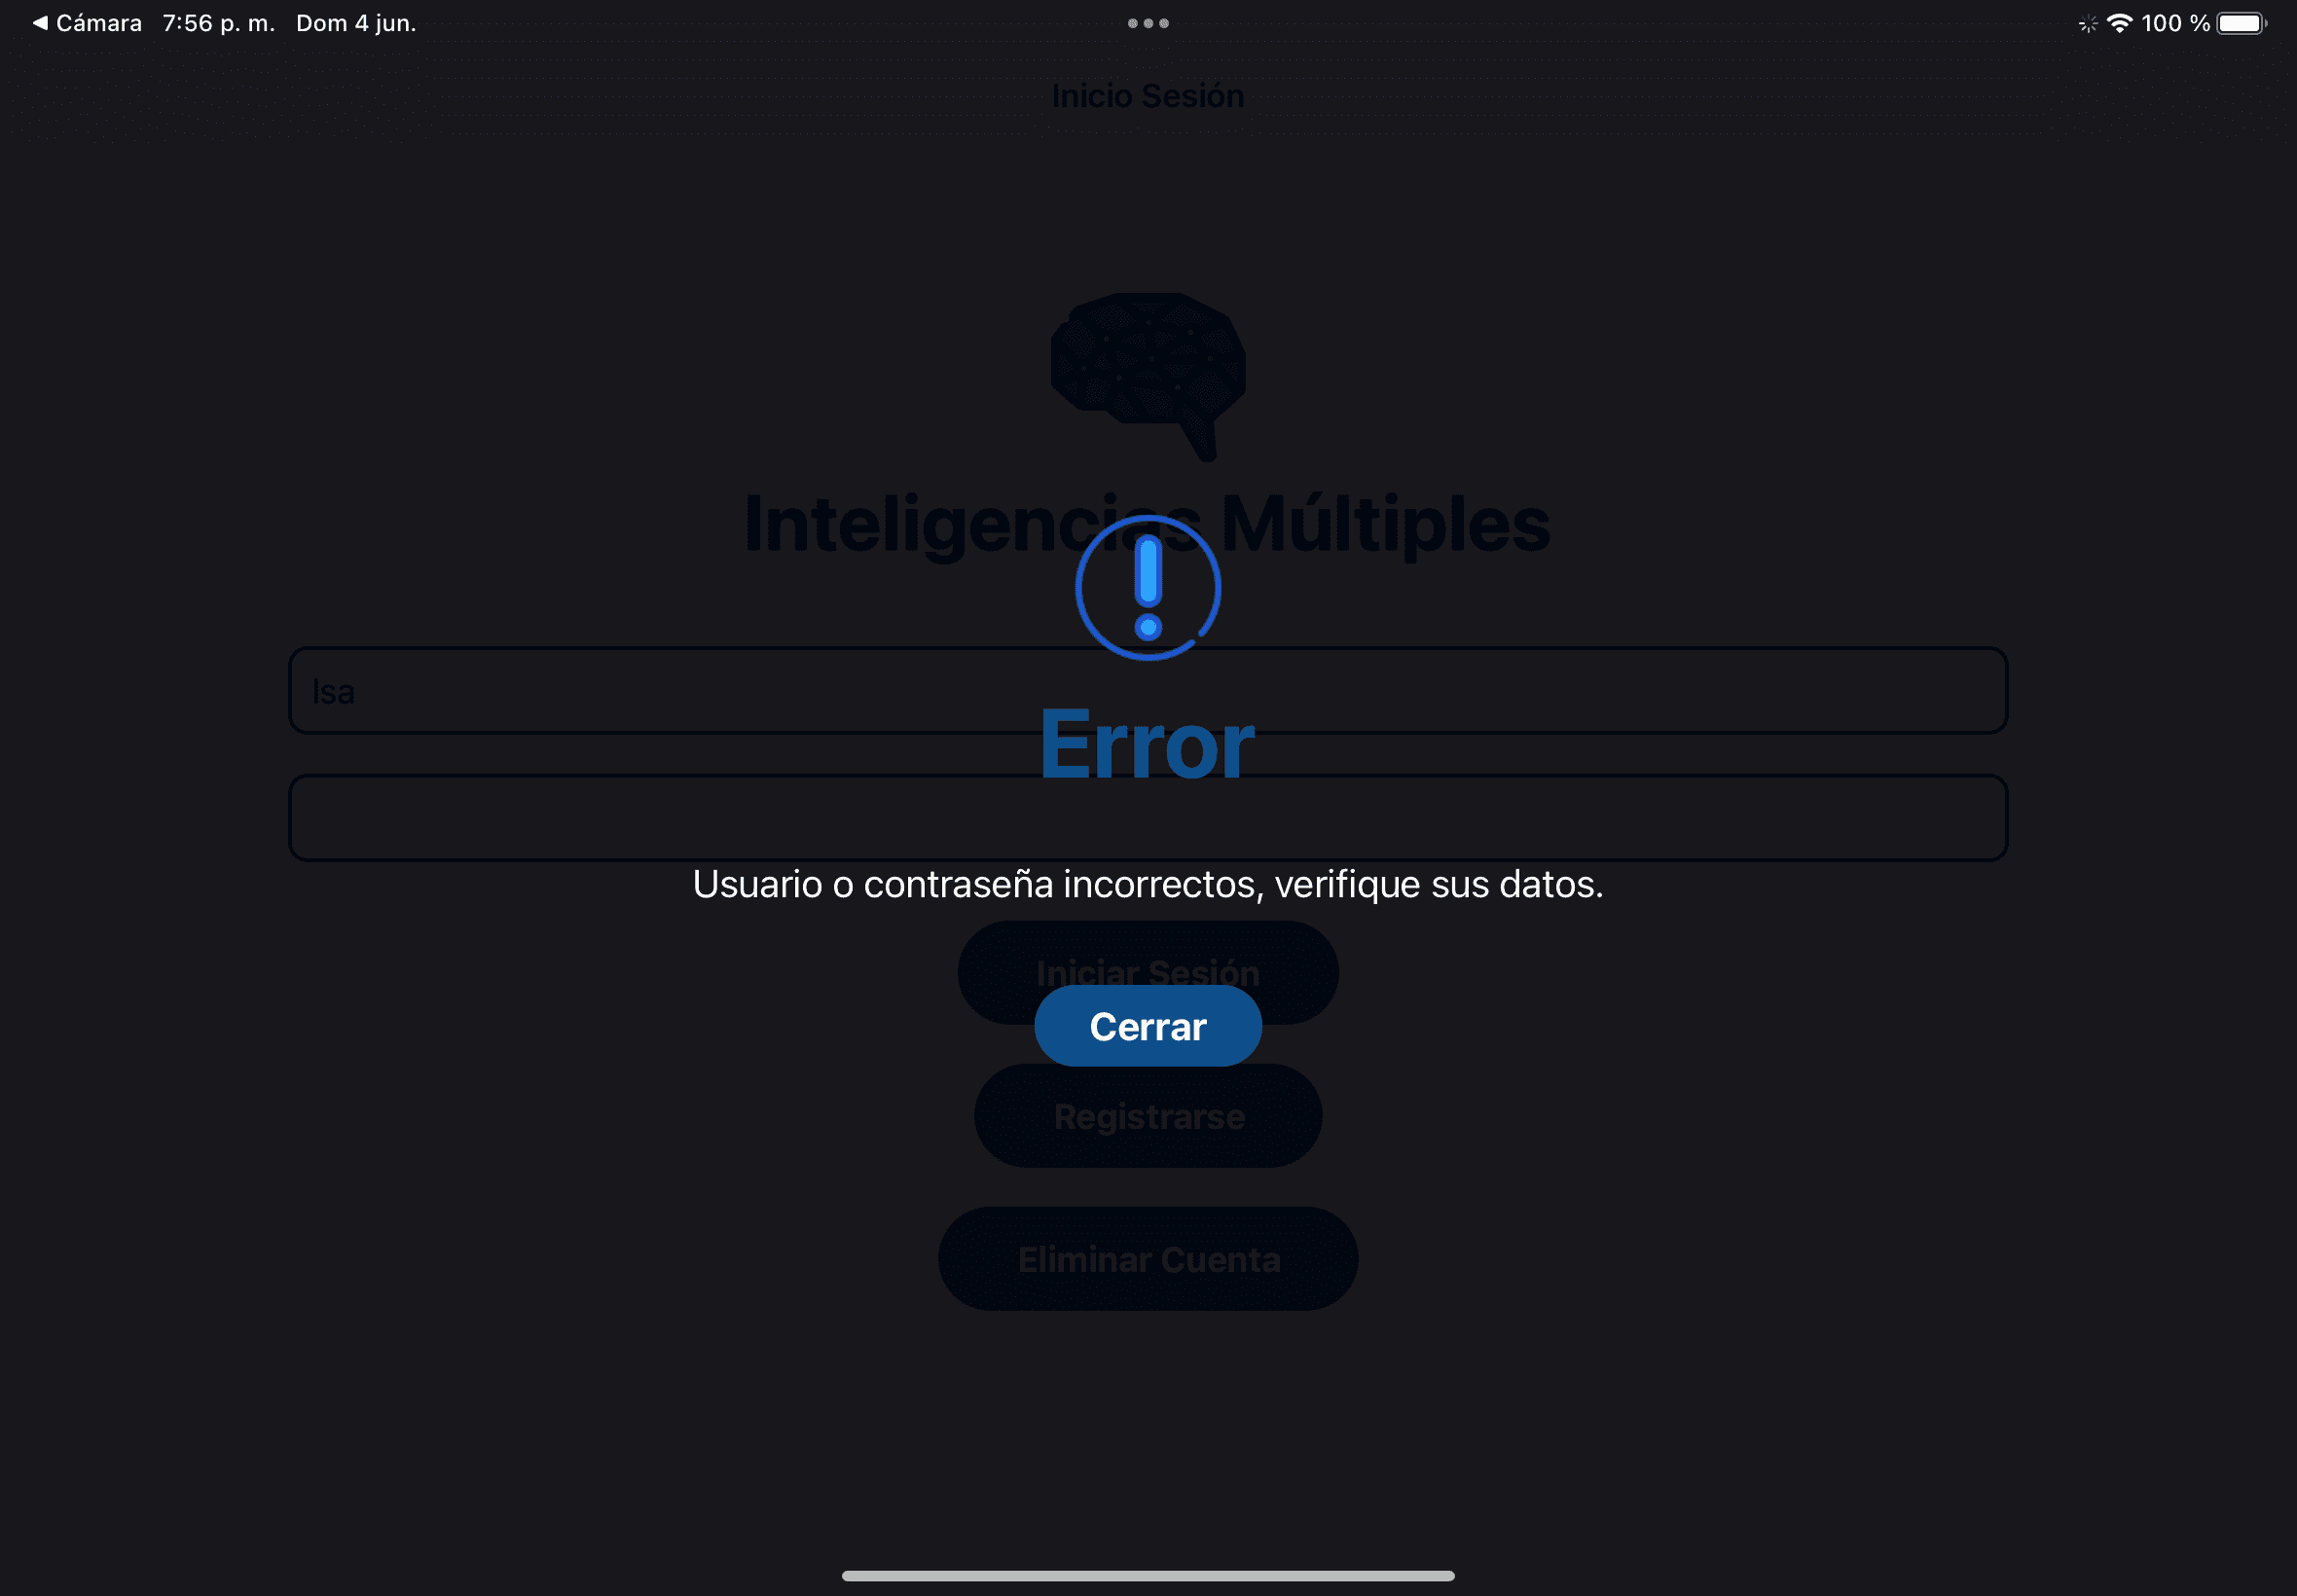 Cámara 7:56 p. m. Dom 4 jun.
100 %
Inicio Sesión
Inteligencias Múltiples
Isa
Error
Usuario o contraseña incorrectos, verifique sus datos.
Iniciar Sesión
Cerrar
Registrarse
Eliminar Cuenta